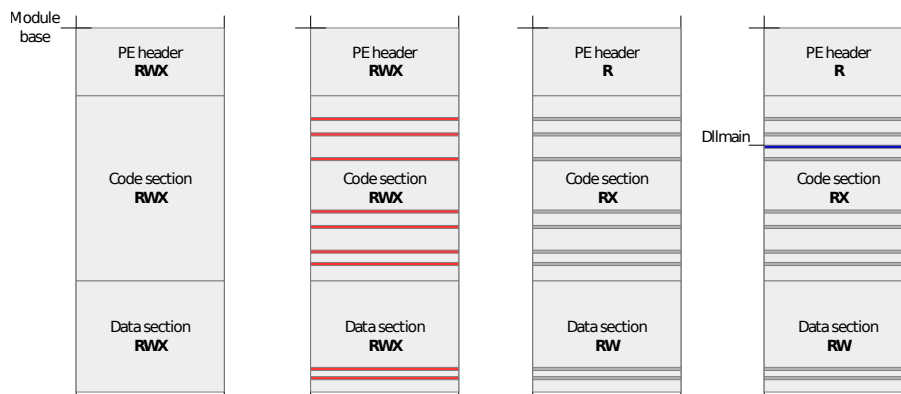 Module
base
PE header
RWX
Code section
RWX
Data section
RWX
PE header
RWX
Code section
RWX
Data section
RWX
PE header
R
Code section
RX
Data section
RW
Dllmain
PE header
R
Code section
RX
Data section
RW